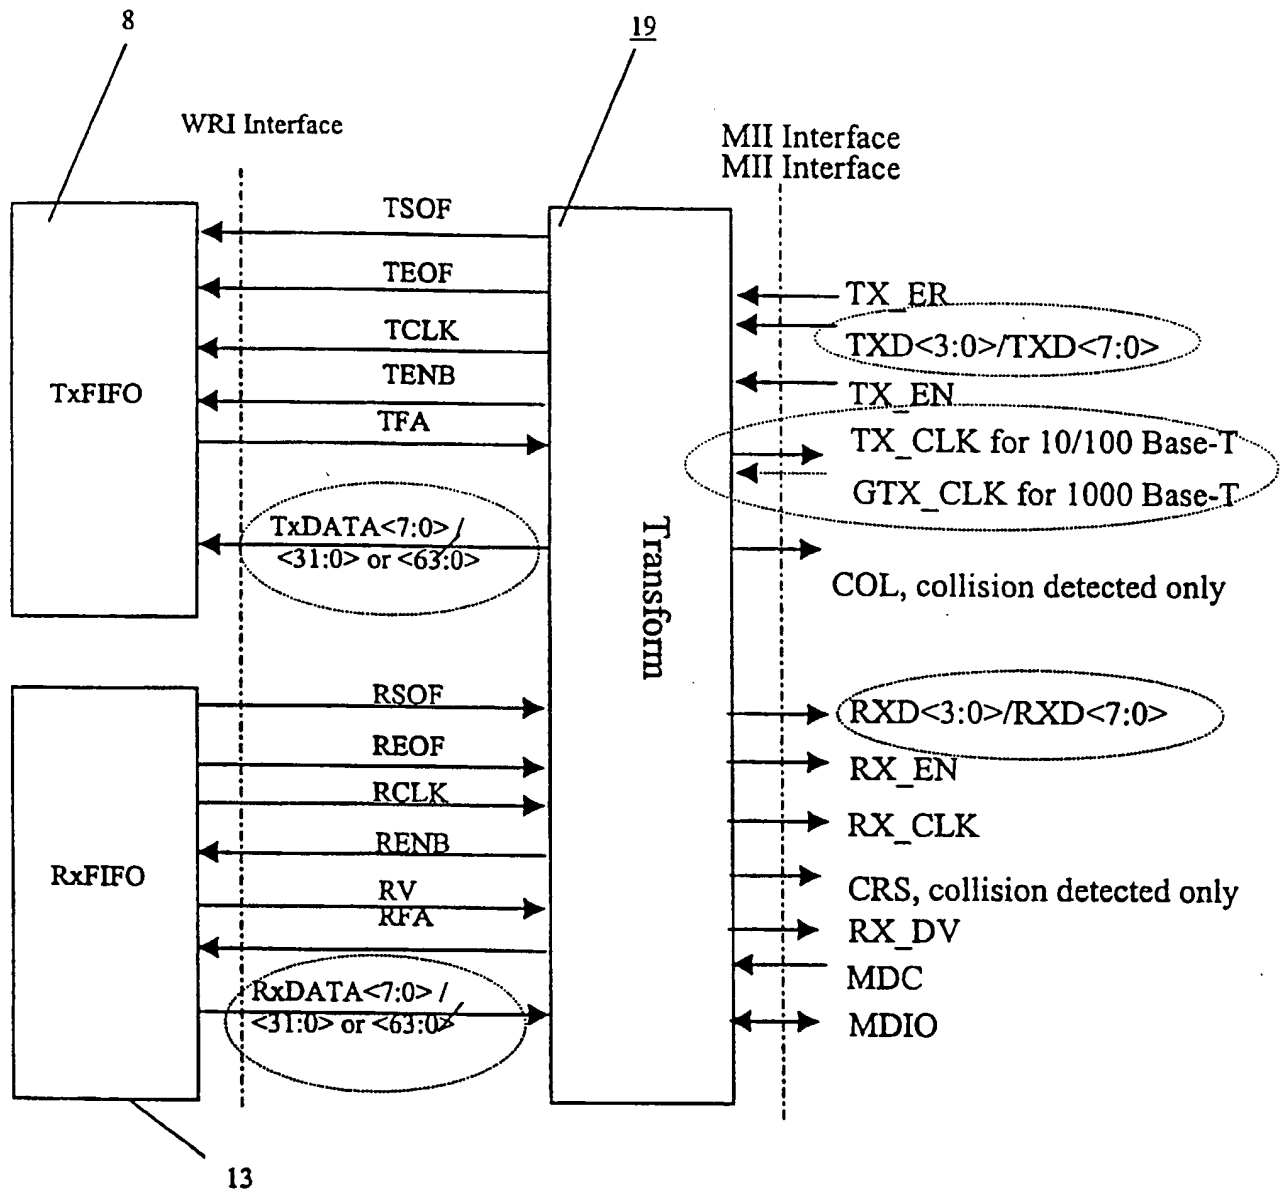 8
19
WRI Interface
MII Interface
MII Interface
TSOF
TEOF
TCLK
TENB
TFA
TxDATA<7:0> /
<31:0> or <63:0>
TxFIFO
Transform
TX_ER
TXD<3:0>/TXD<7:0>
TX_EN
TX_CLK for 10/100 Base-T
GTX_CLK for 1000 Base-T
COL, collision detected only
RSOF
REOF
RCLK
RENB
RV
RFA
RxDATA<7:0> /
<31:0> or <63:0>
RxFIFO
RXD<3:0>/RXD<7:0>
RX_EN
RX_CLK
CRS, collision detected only
RX_DV
MDC
MDIO
13